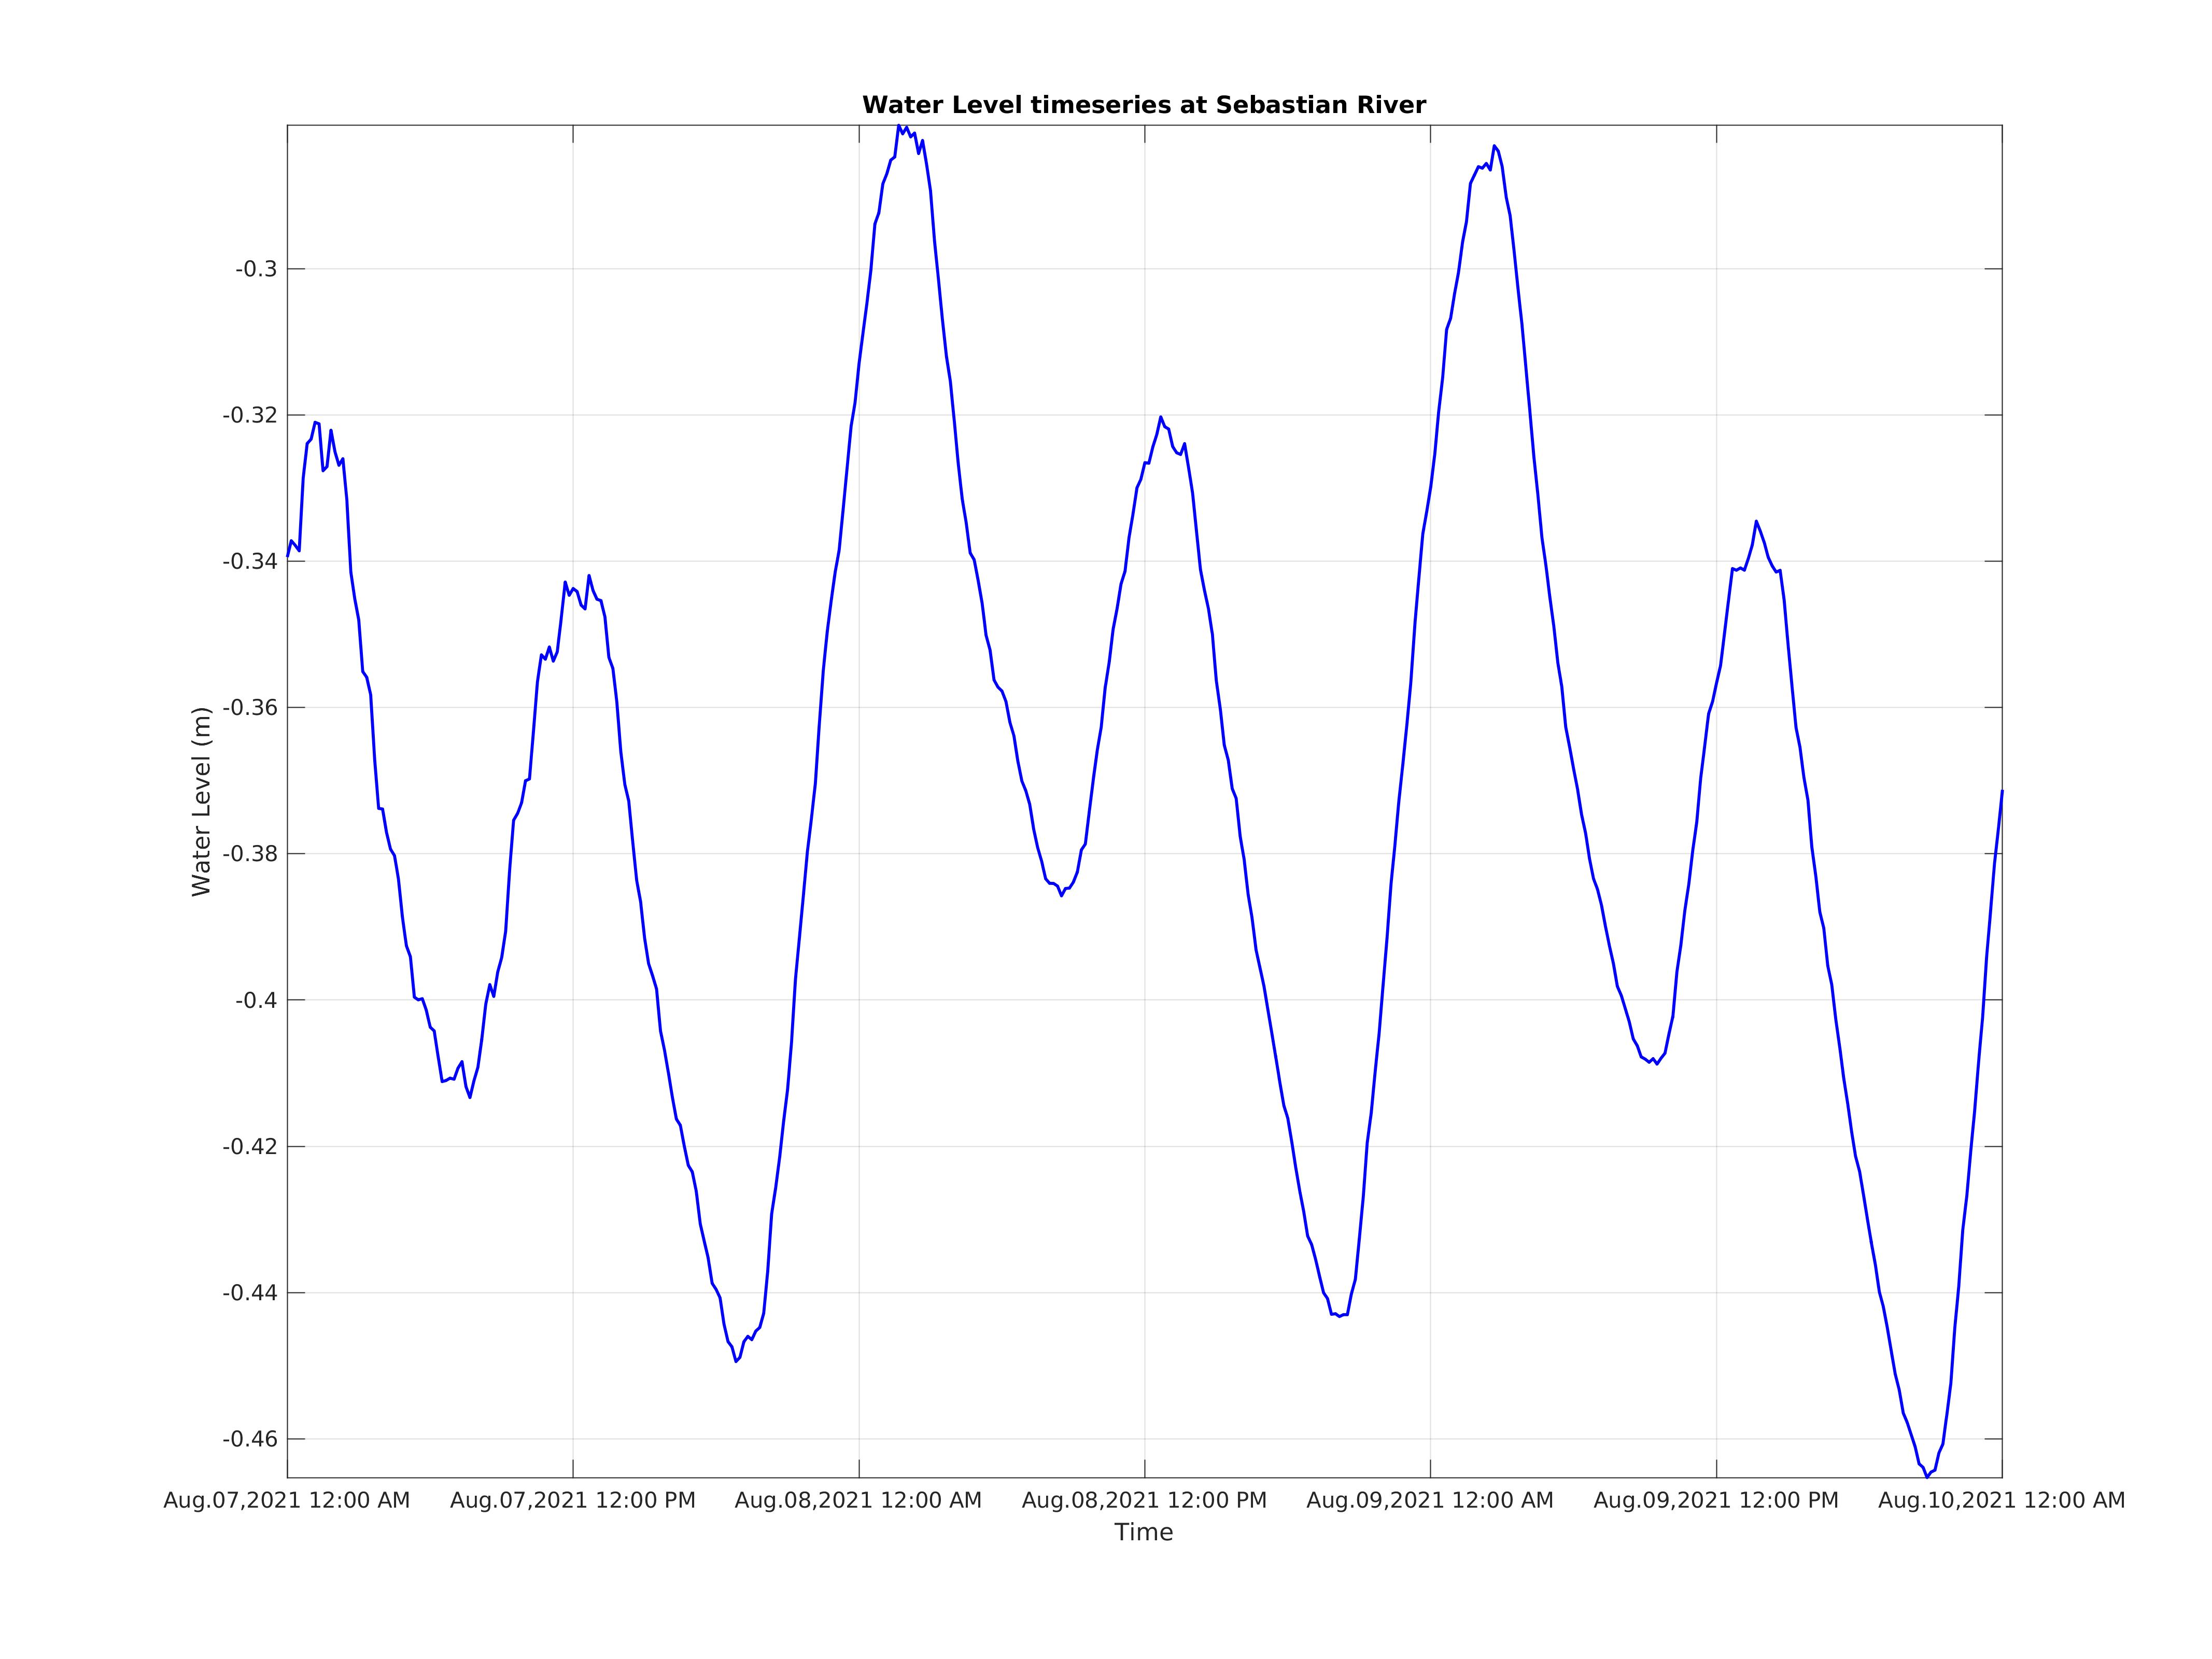 Water Level timeseries at Sebastian River
-0.3
-0.32
-0.34
-0.36
-0.38
-0.4
-0.42
-0.44
-0.46
Water Level (m)
Aug.07,2021 12:00 AM
Aug.07,2021 12:00 PM
Aug.08,2021 12:00 AM
Aug.08,2021 12:00 PM
Aug.09,2021 12:00 AM
Aug.09,2021 12:00 PM
Aug.10,2021 12:00 AM
Time